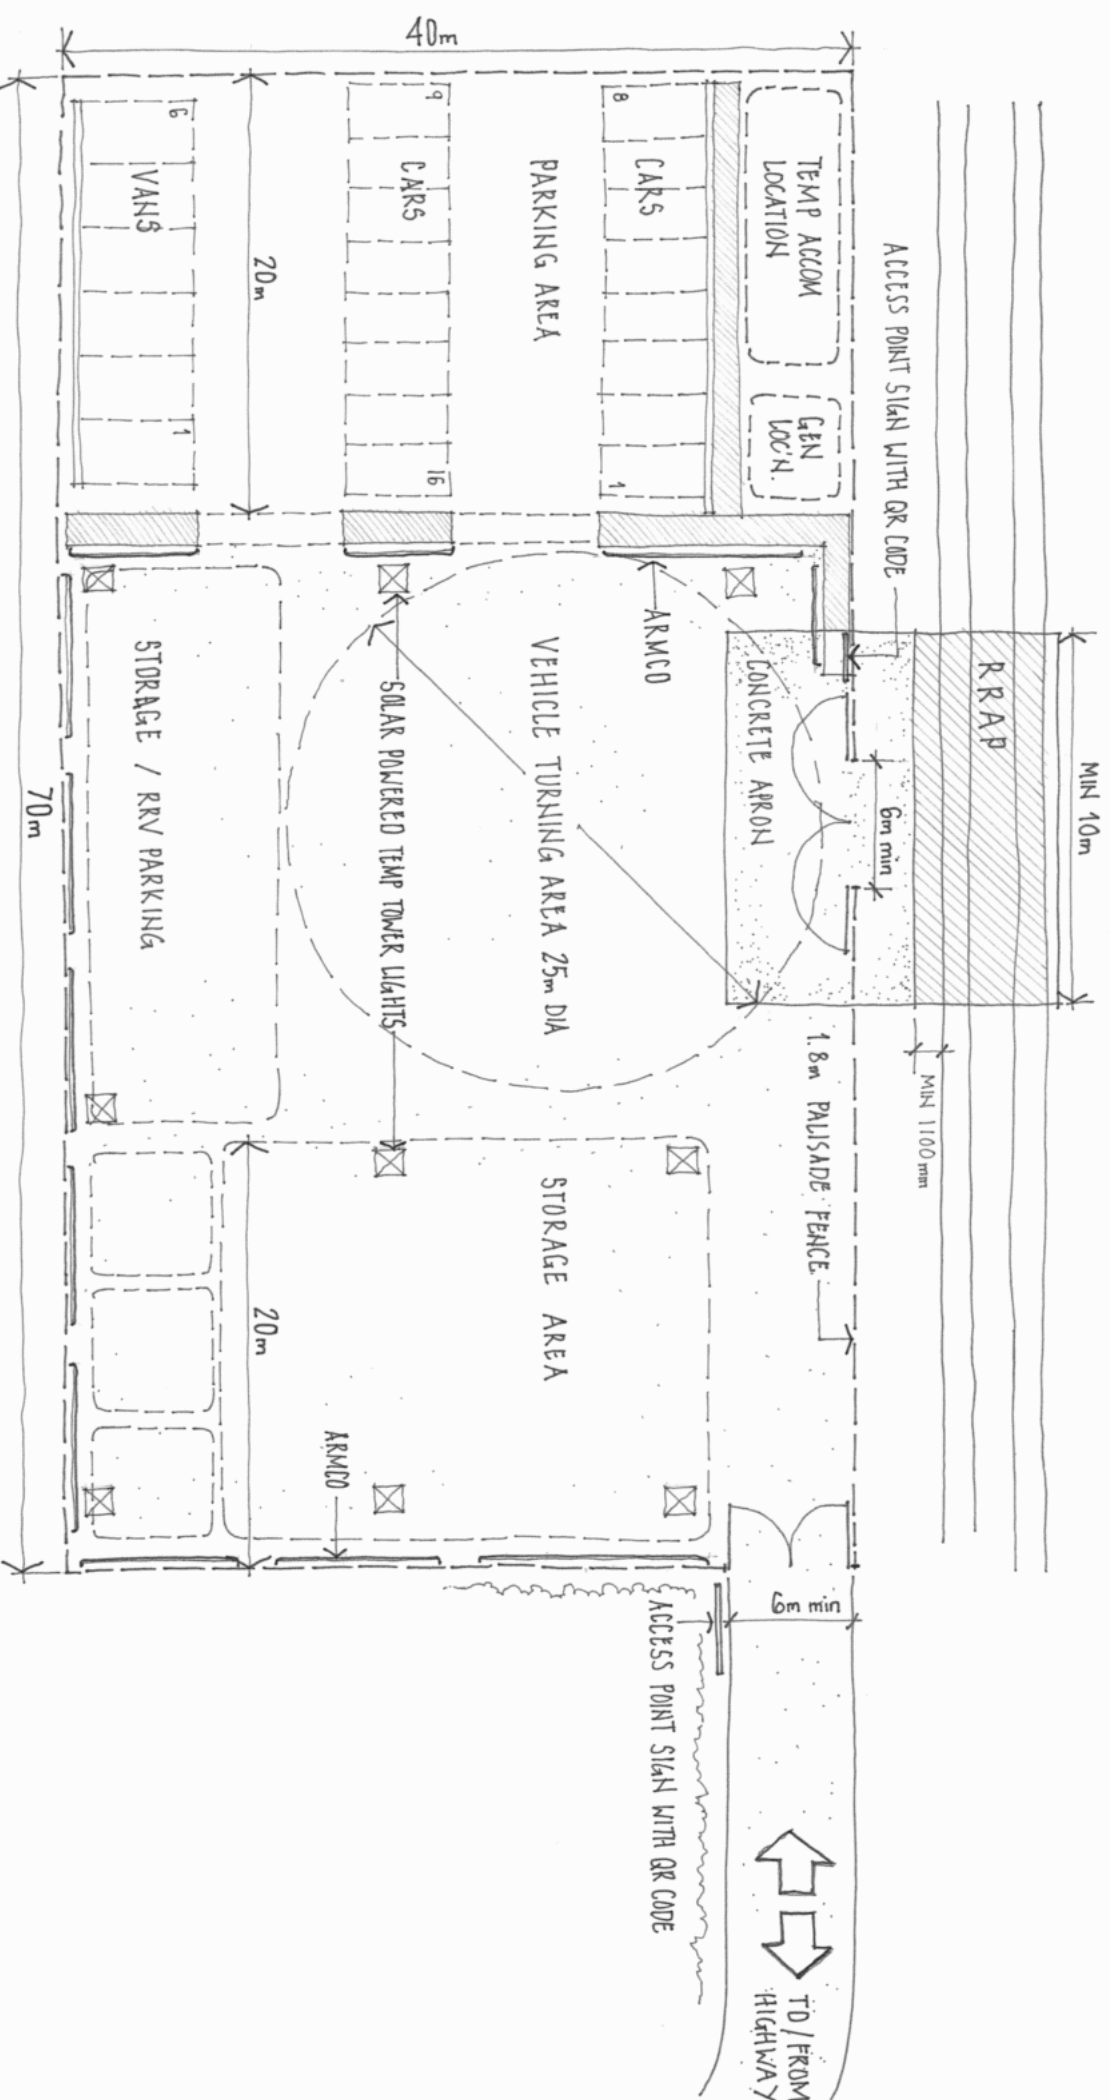 MIN 10m
RRAP
MIN 1100mm
6m min
ACCESS POINT SIGN WITH QR CODE
40m
TEMP ACCOM
LOCATION
GEN
LOC'N.
CONCRETE APRON
1.8m PALISADE FENCE
6m min
TO/FROM
HIGHWAY
8
CARS
1
ARMCO
ACCESS POINT SIGN WITH QR CODE
PARKING AREA
VEHICLE TURNING AREA 25m DIA
STORAGE AREA
9
CARS
16
SOLAR POWERED TEMP TOWER LIGHTS
ARMCO
20m
20m
6
VANS
1
STORAGE / RRV PARKING
70m